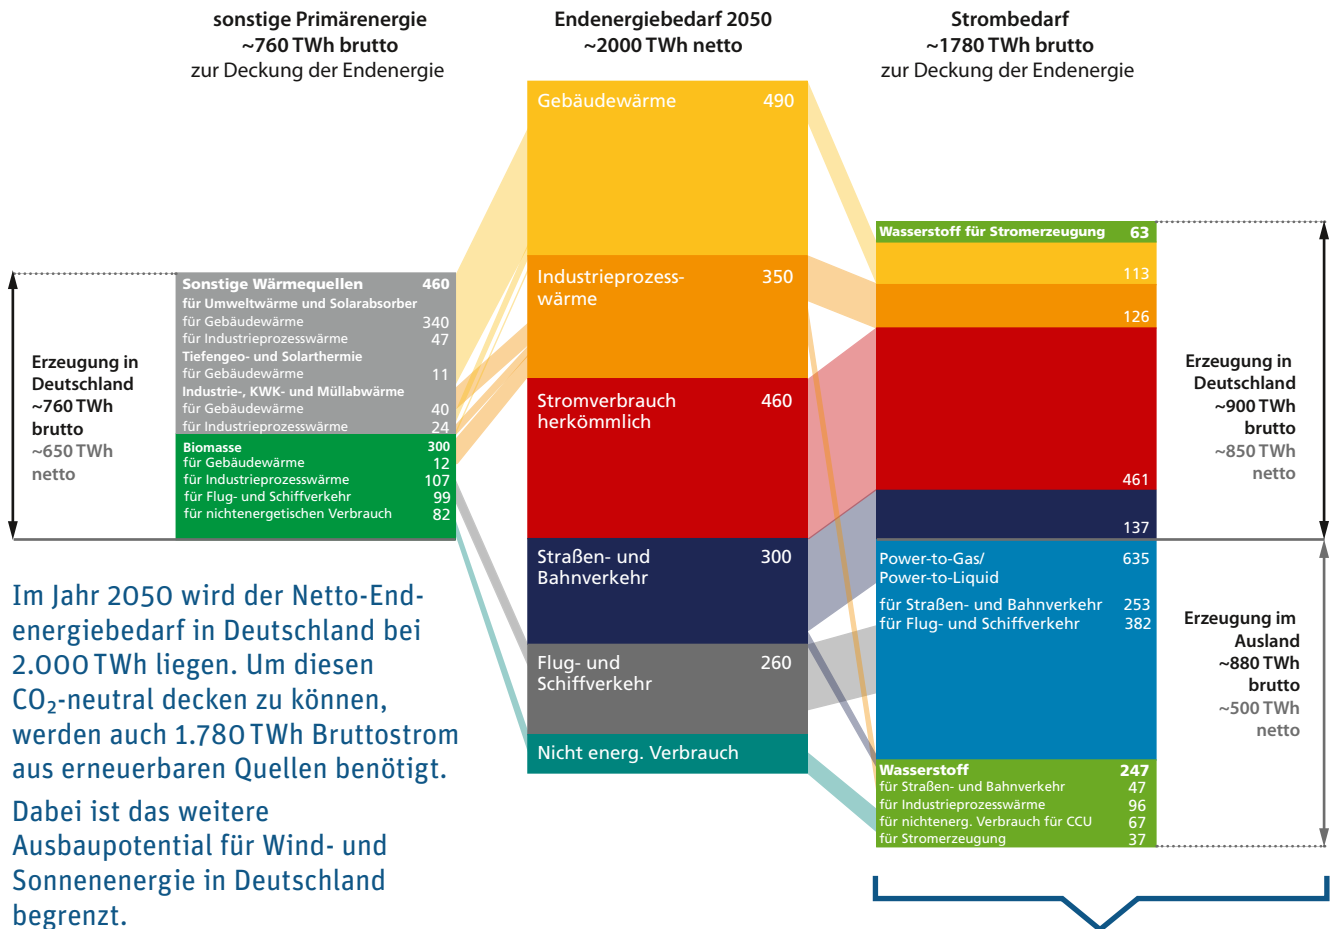 sonstige Primärenergie
~760 TWh brutto
zur Deckung der Endenergie
Endenergiebedarf 2050
~2000 TWh netto
Strombedarf
~1780 TWh brutto
zur Deckung der Endenergie
Erzeugung in
Deutschland
~760 TWh
brutto
~650 TWh
netto
Sonstige Wärmequellen 460
für Umweltwärme und Solarabsorber
für Gebäudewärme 340
für Industrieprozesswärme 47
Tiefengeo- und Solarthermie
für Gebäudewärme 11
Industrie-, KWK- und Müllabwärme
für Gebäudewärme 40
für Industrieprozesswärme 24
Biomasse 300
für Gebäudewärme 12
für Industrieprozesswärme 107
für Flug- und Schiffverkehr 99
für nichtenergetischen Verbrauch 82
Gebäudewärme 490
Industrieprozess- 350
wärme
Stromverbrauch 460
herkömmlich
Straßen- und 300
Bahnverkehr
Flug- und 260
Schiffverkehr
Nicht energ. Verbrauch
Wasserstoff für Stromerzeugung 63
113
126
461
137
Power-to-Gas/ 635
Power-to-Liquid
für Straßen- und Bahnverkehr 253
für Flug- und Schiffverkehr 382
Wasserstoff 247
für Straßen- und Bahnverkehr 47
für Industrieprozesswärme 96
für nichtenerg. Verbrauch für CCU 67
für Stromerzeugung 37
Erzeugung in
Deutschland
~900 TWh
brutto
~850 TWh
netto
Erzeugung im
Ausland
~880 TWh
brutto
~500 TWh
netto
Im Jahr 2050 wird der Netto-End-
energiebedarf in Deutschland bei
2.000 TWh liegen. Um diesen
CO₂-neutral decken zu können,
werden auch 1.780 TWh Bruttostrom
aus erneuerbaren Quellen benötigt.
Dabei ist das weitere
Ausbaupotential für Wind- und
Sonnenenergie in Deutschland
begrenzt.